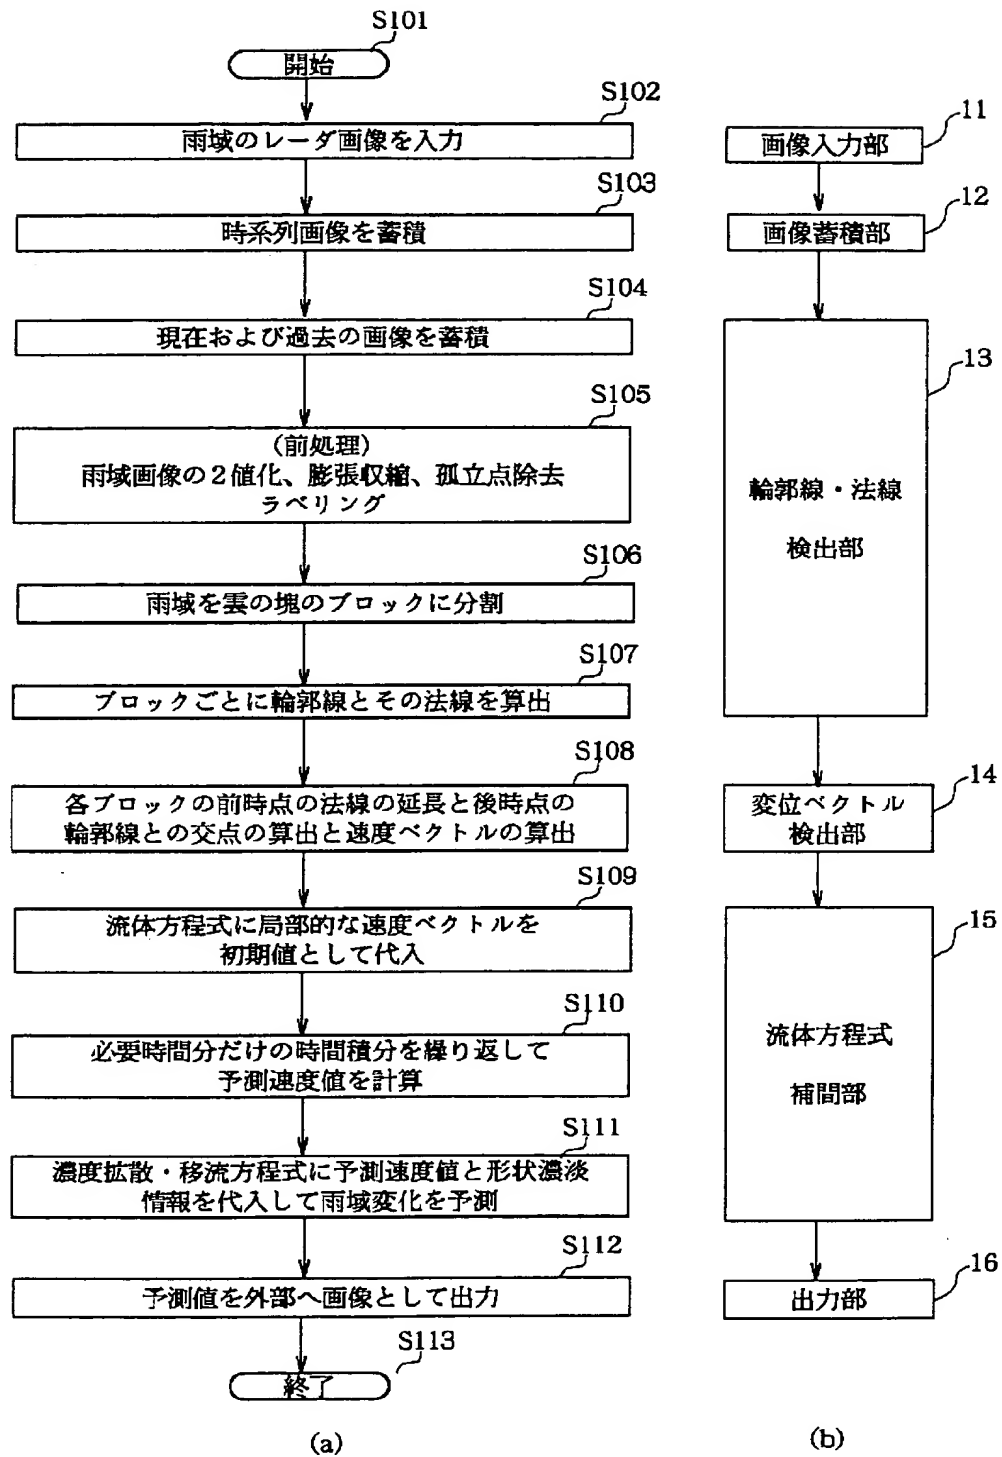 S101
開始
S102
雨域のレーダ画像を入力
S103
時系列画像を蓄積
S104
現在および過去の画像を蓄積
S105
(前処理)
雨域画像の2値化、膨張収縮、孤立点除去
ラベリング
S106
雨域を雲の塊のブロックに分割
S107
ブロックごとに輪郭線とその法線を算出
S108
各ブロックの前時点の法線の延長と後時点の
輪郭線との交点の算出と速度ベクトルの算出
S109
流体方程式に局部的な速度ベクトルを
初期値として代入
S110
必要時間分だけの時間積分を繰り返して
予測速度値を計算
S111
濃度拡散・移流方程式に予測速度値と形状濃淡
情報を代入して雨域変化を予測
S112
予測値を外部へ画像として出力
S113
終了
(a)
11
画像入力部
12
画像蓄積部
13
輪郭線・法線
検出部
14
変位ベクトル
検出部
15
流体方程式
補間部
16
出力部
(b)